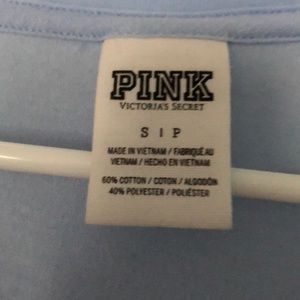 PINK
VICTORIA'S SECRET
S | P
MADE IN VIETNAM / FABRIQUÉ AU
VIETNAM / HECHO EN VIETNAM
60% COTTON / COTON / ALGODÓN
40% POLYESTER / POLIÉSTER